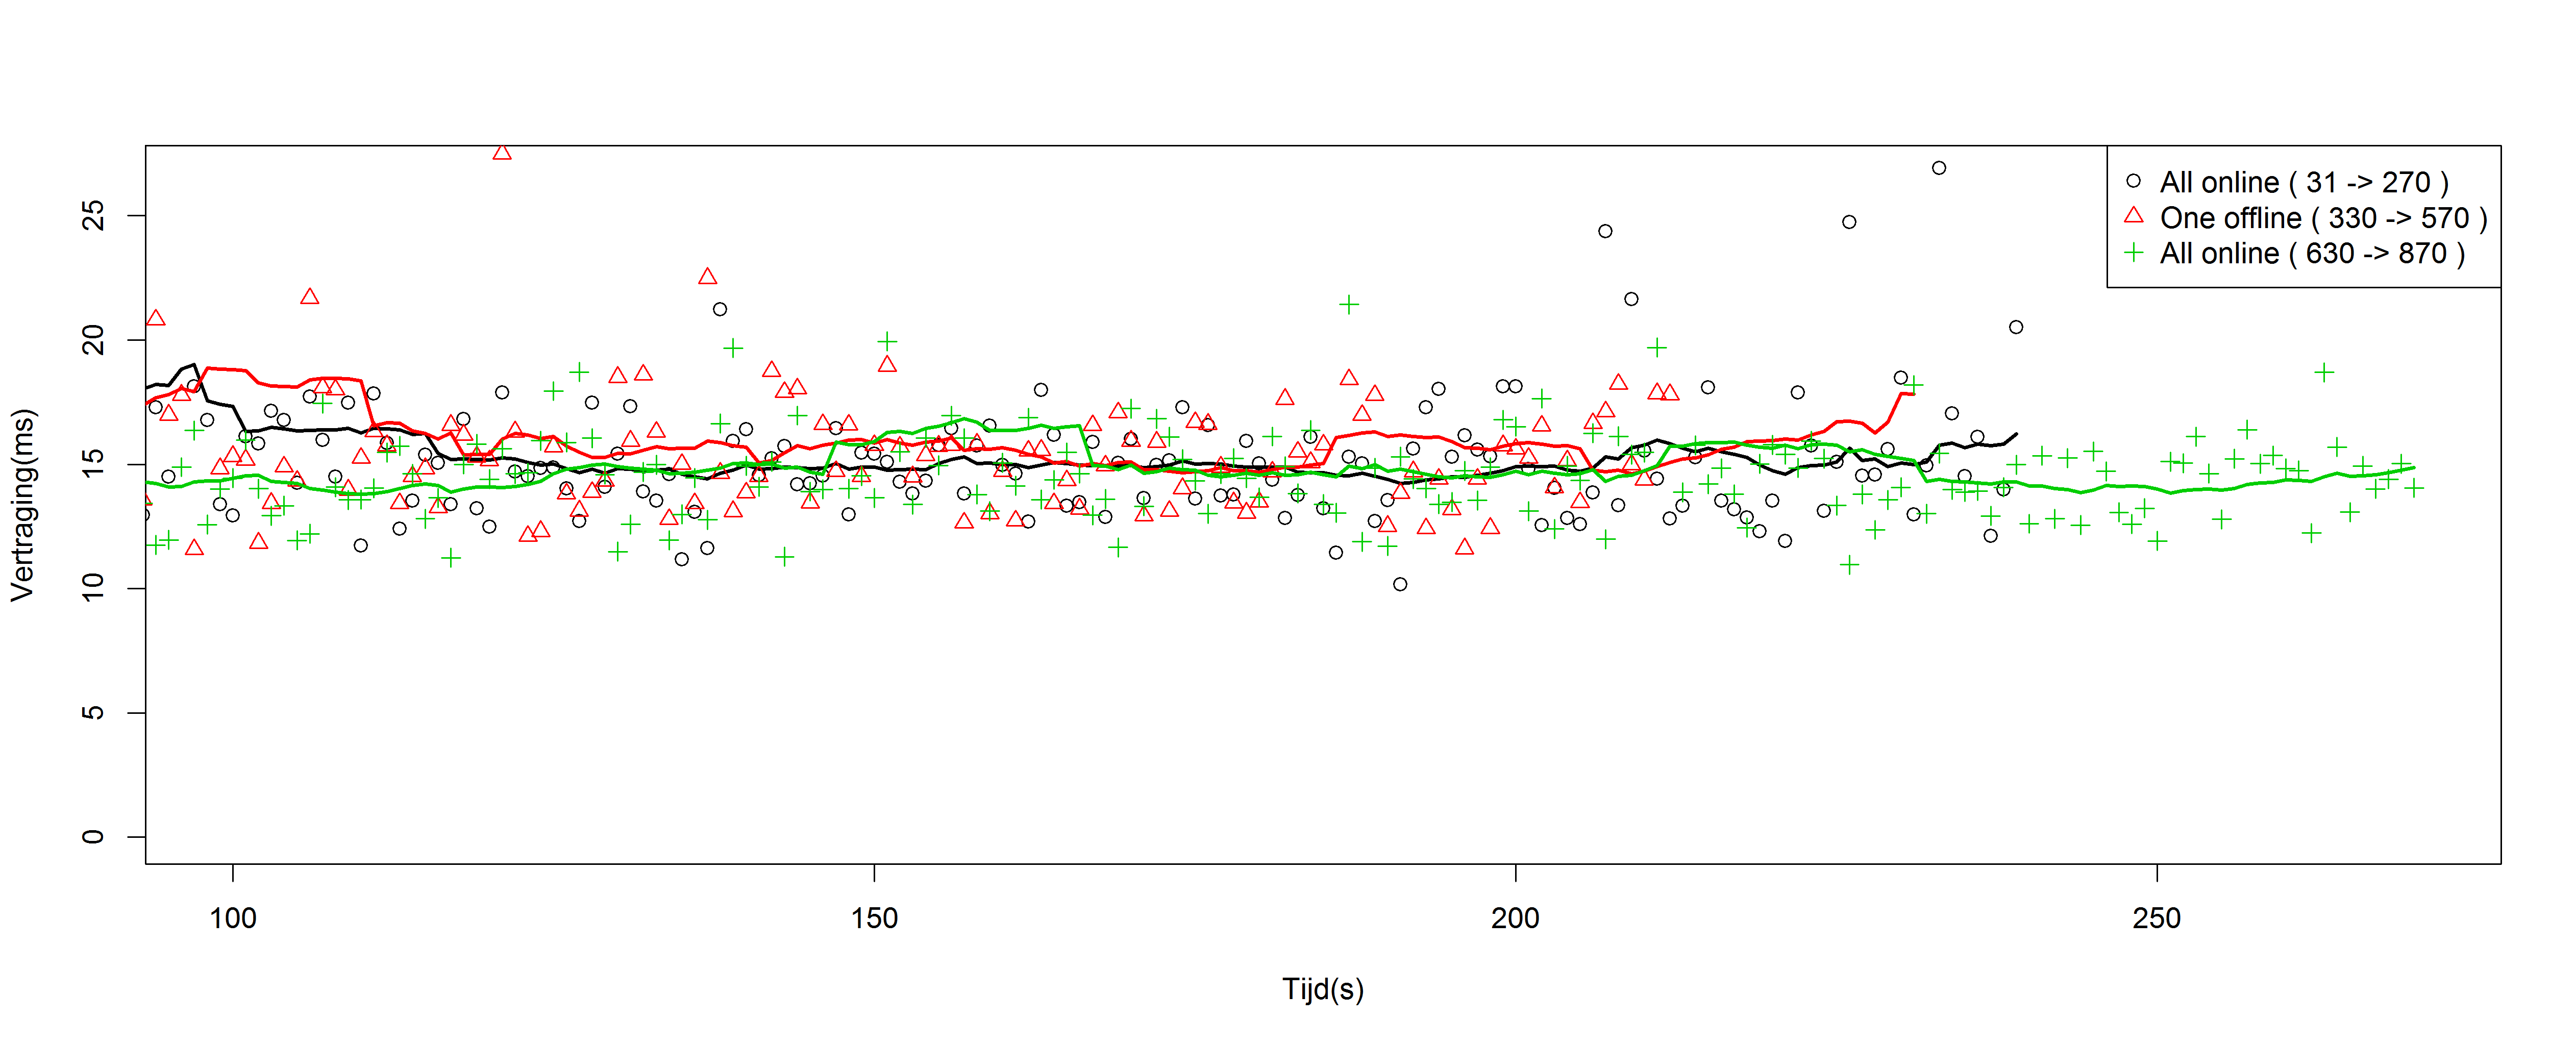 All online ( 31 -> 270 )
One offline ( 330 -> 570 )
All online ( 630 -> 870 )
Vertraging(ms)
25
20
15
10
5
0
100
150
200
250
Tijd(s)